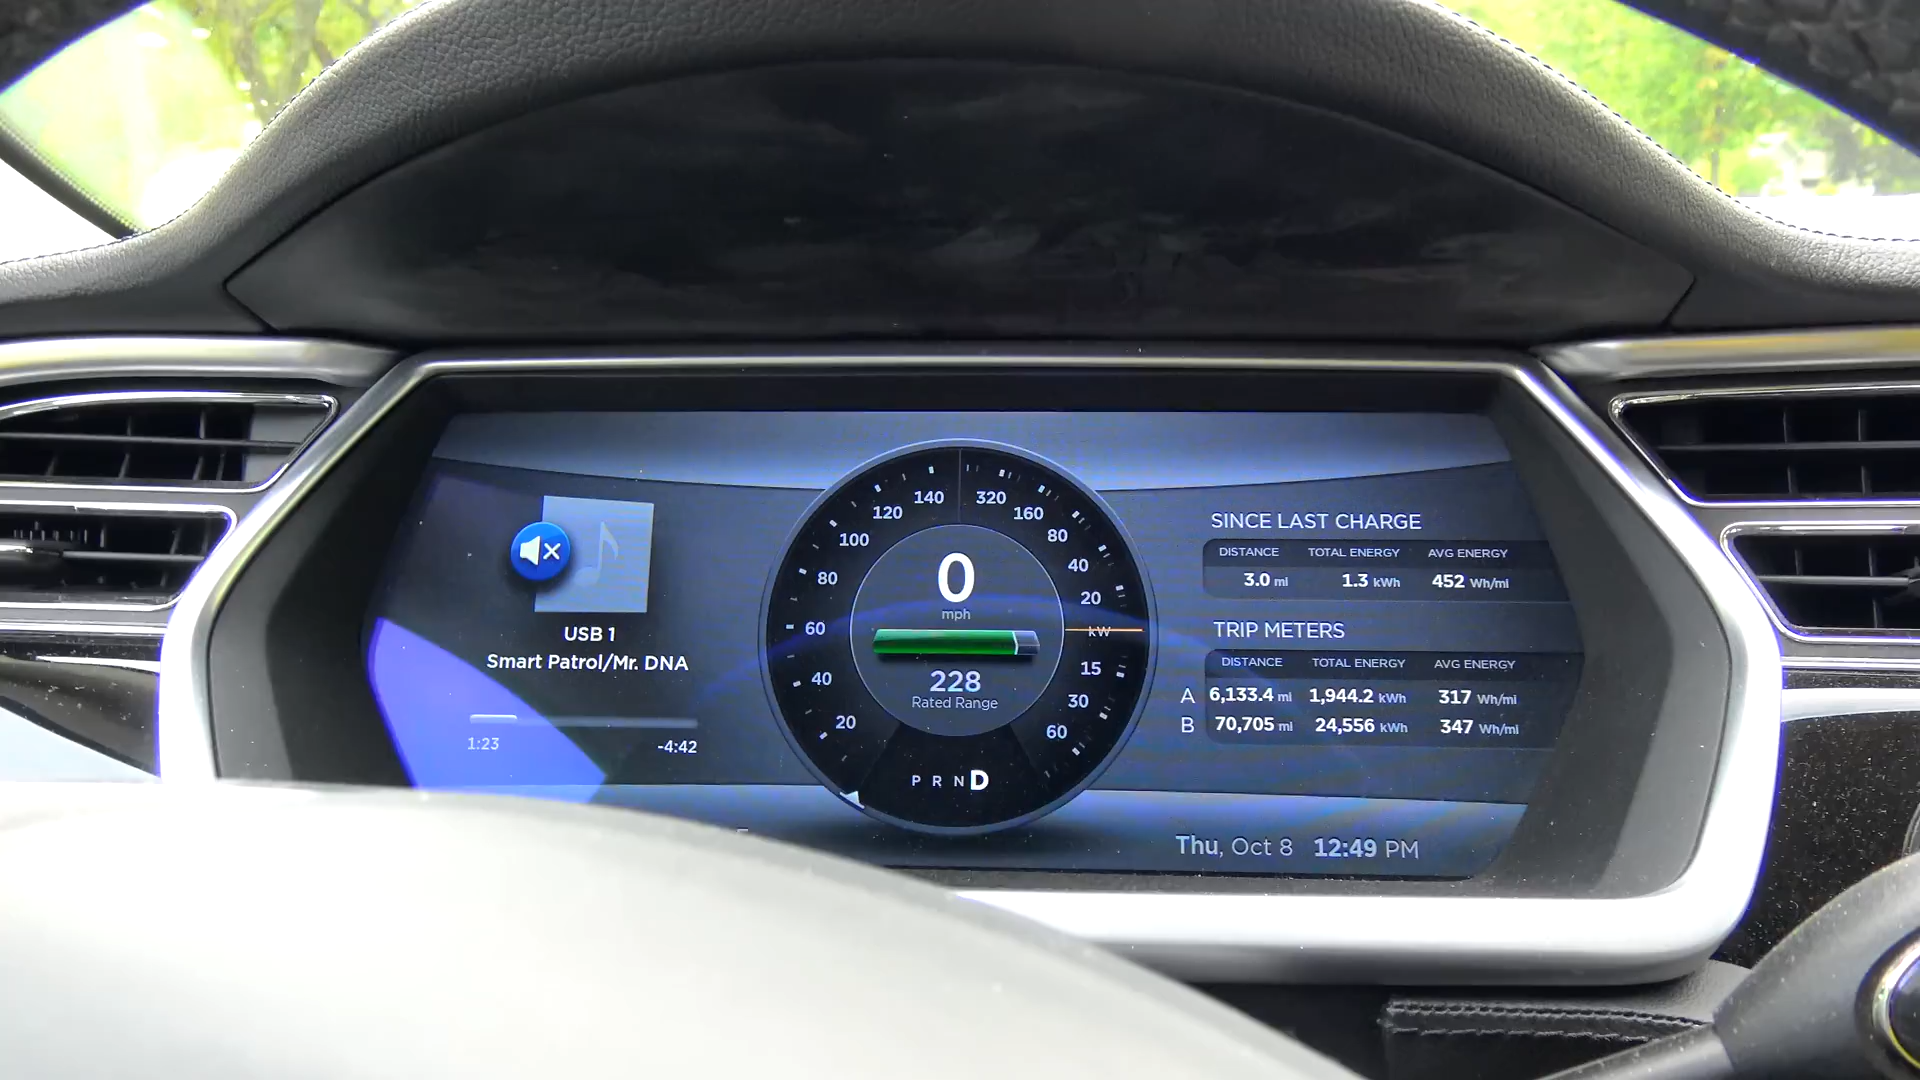 USB 1
Smart Patrol/Mr. DNA
1:23 -4:42
140 320
120 160
100 80
80 40
60 20
40 kW
20 15
30
60
0
mph
228
Rated Range
P R N D
SINCE LAST CHARGE
DISTANCE TOTAL ENERGY AVG ENERGY
3.0 mi 1.3 kWh 452 Wh/mi
TRIP METERS
DISTANCE TOTAL ENERGY AVG ENERGY
A 6,133.4 mi 1,944.2 kWh 317 Wh/mi
B 70,705 mi 24,556 kWh 347 Wh/mi
Thu, Oct 8 12:49 PM